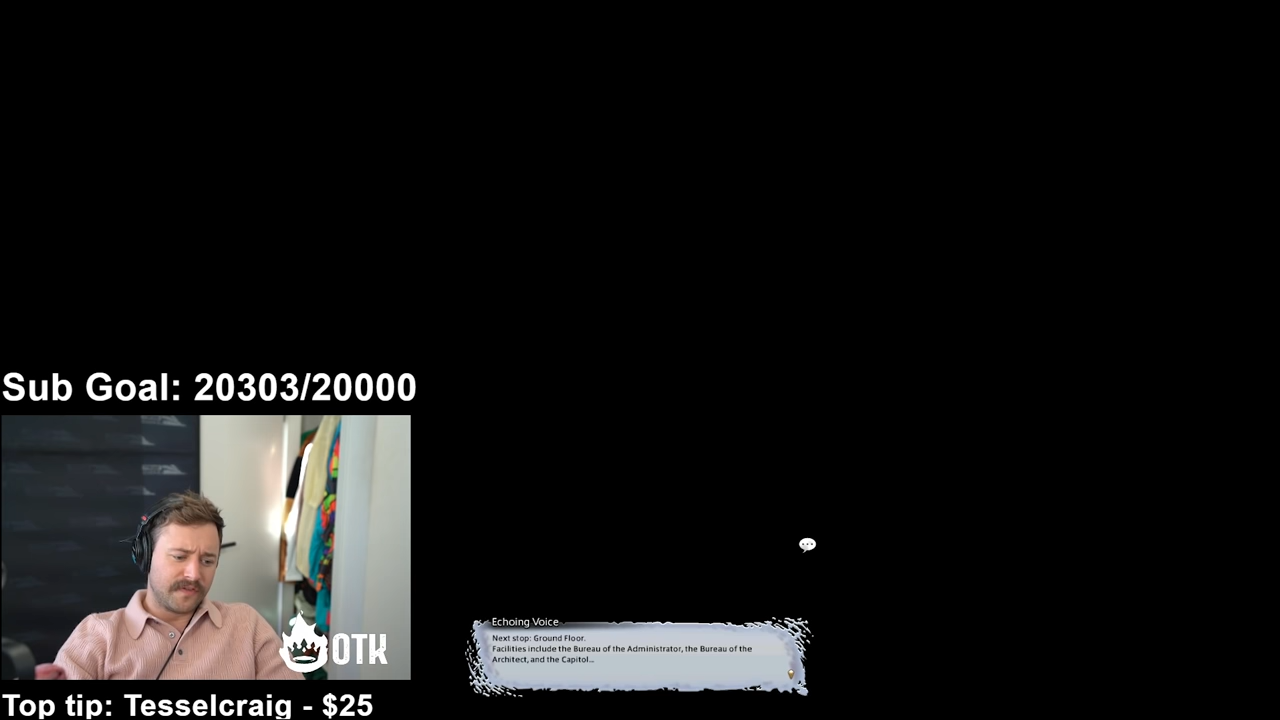 Sub Goal: 20303/20000
OTK
Top tip: Tesselcraig - $25
Echoing Voice
Next stop: Ground Floor.
Facilities include the Bureau of the Administrator, the Bureau of the
Architect, and the Capitol...